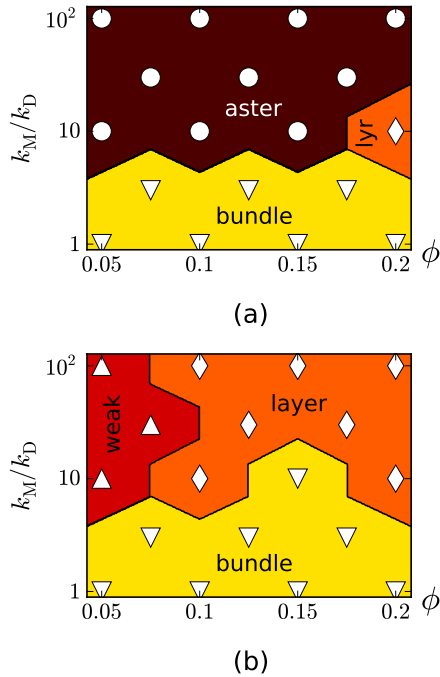 10²
10
1
k_M/k_D
aster
lyr
bundle
0.05 0.1 0.15 0.2 ϕ
(a)
10²
10
1
k_M/k_D
weak
layer
bundle
0.05 0.1 0.15 0.2 ϕ
(b)